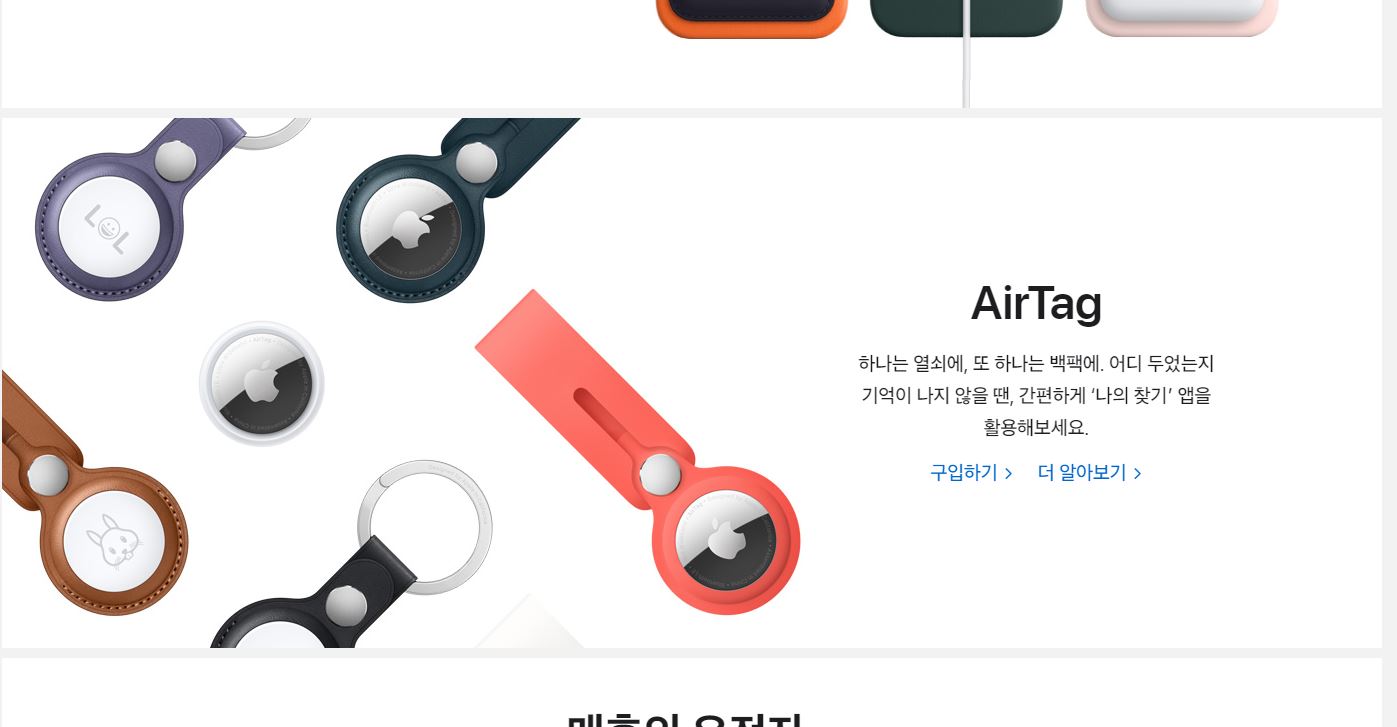 LOL
AirTag
하나는 열쇠에, 또 하나는 백팩에. 어디 두었는지
기억이 나지 않을 땐, 간편하게 ‘나의 찾기’ 앱을
활용해보세요.
구입하기 > 더 알아보기 >